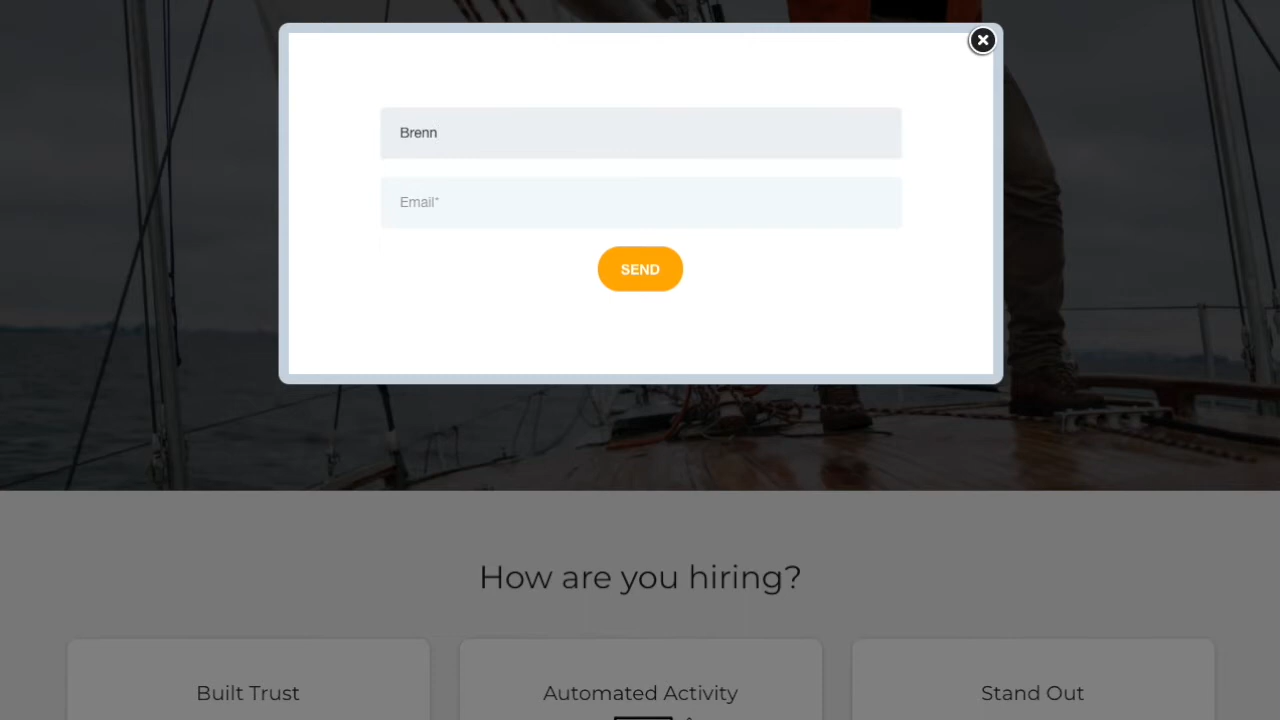 Brenn
Email*
SEND
How are you hiring?
Built Trust
Automated Activity
Stand Out